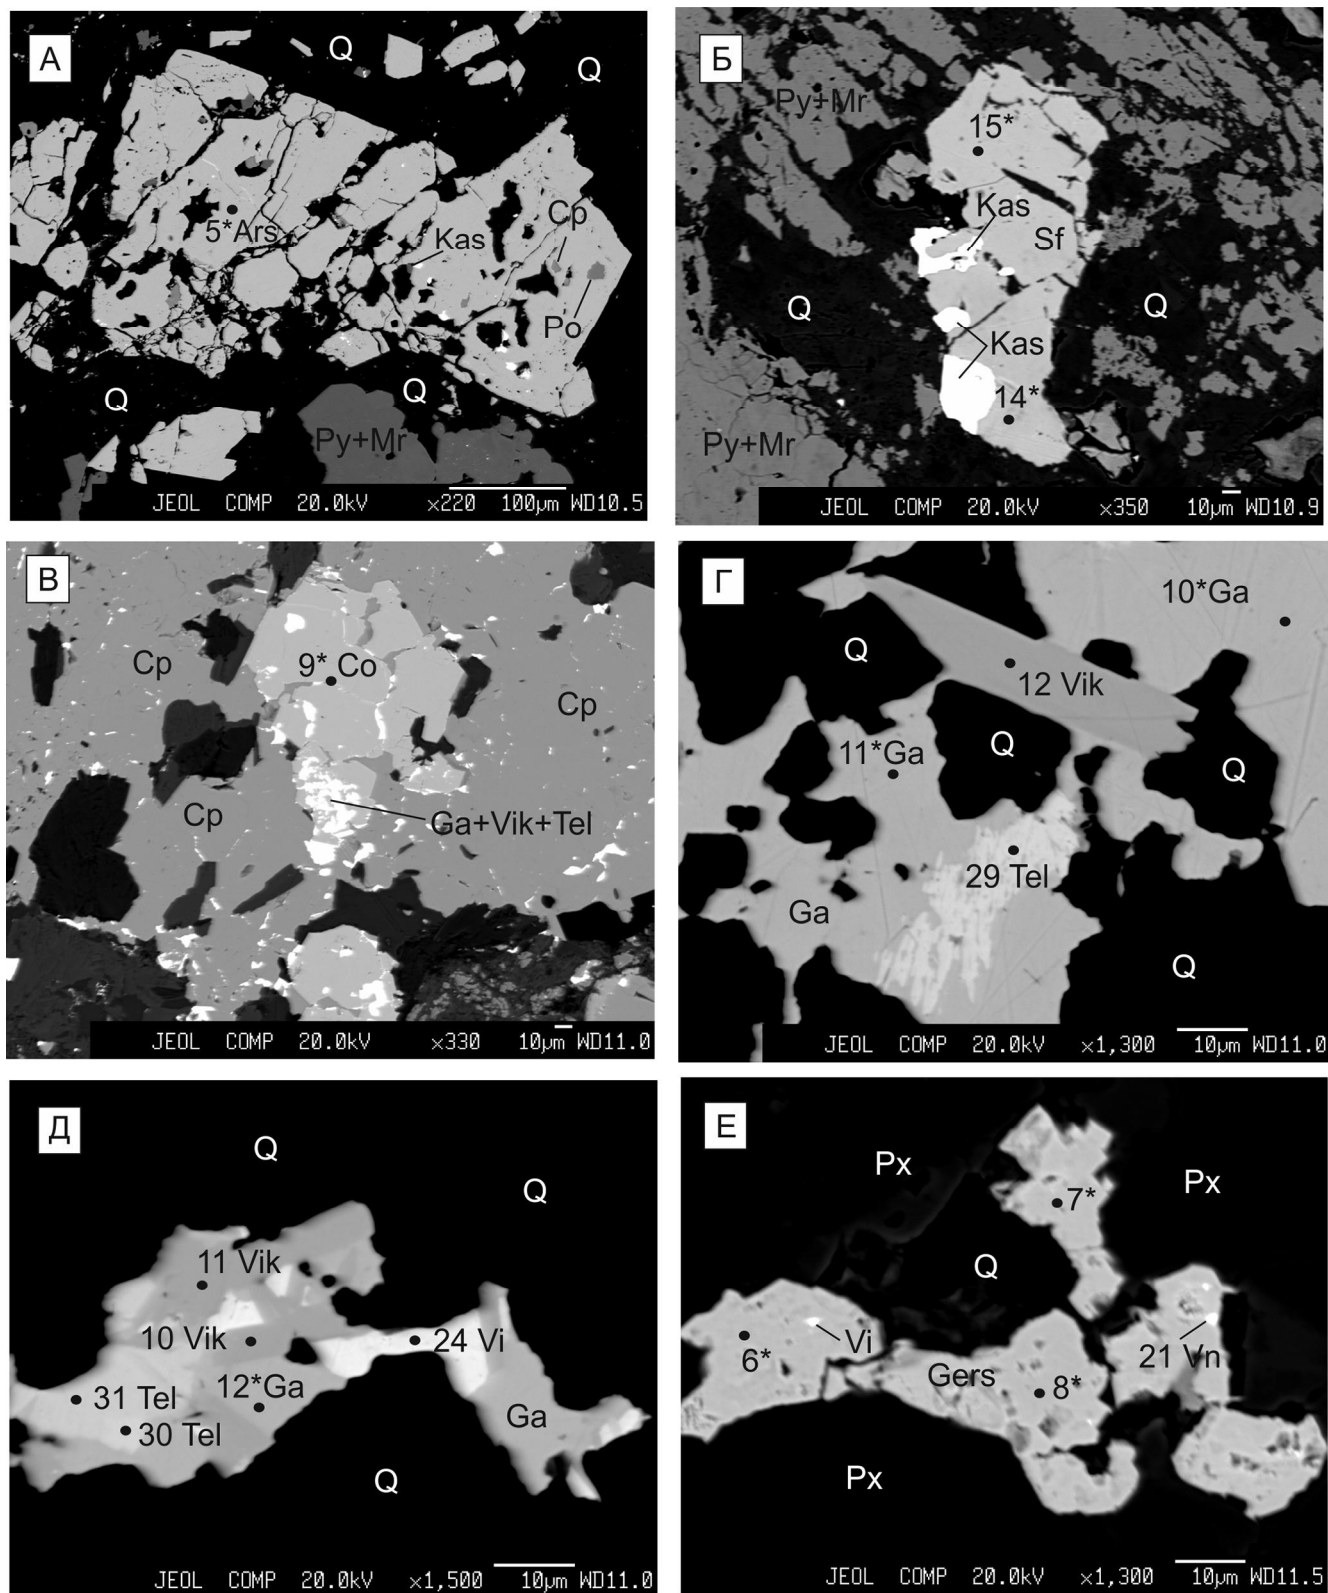 А
Q
Q
5*Ars
Kas
Cp
Po
Q
Q
Py+Mr
JEOL COMP 20.0kV ×220 100µm WD10.5
Б
Py+Mr
15*
Kas
Sf
Q
Q
Kas
14*
Py+Mr
JEOL COMP 20.0kV ×350 10µm WD10.9
В
Cp
9* Co
Cp
Cp
Ga+Vik+Tel
JEOL COMP 20.0kV ×330 10µm WD11.0
Г
10*Ga
Q
12 Vik
11*Ga
Q
Q
29 Tel
Ga
Q
JEOL COMP 20.0kV ×1,300 10µm WD11.0
Д
Q
Q
11 Vik
10 Vik
24 Vi
31 Tel
12*Ga
30 Tel
Ga
Q
JEOL COMP 20.0kV ×1,500 10µm WD11.0
Е
Px
Px
7*
Q
6*
Vi
Gers
8*
21 Vn
Px
JEOL COMP 20.0kV ×1,300 10µm WD11.5